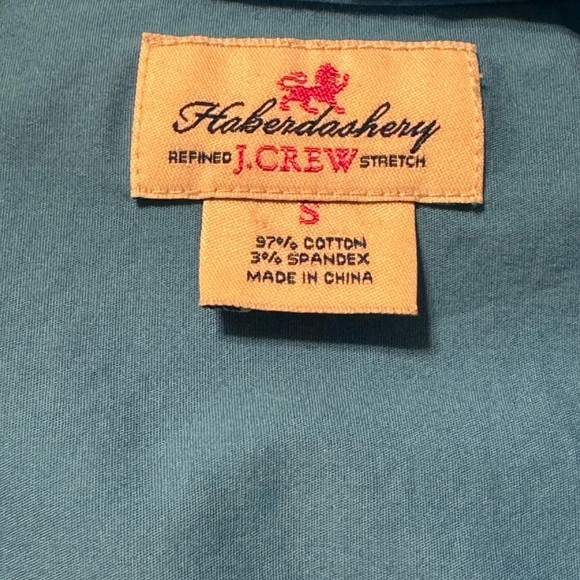 Haberdashery
REFINED J.CREW STRETCH
S
97% COTTON
3% SPANDEX
MADE IN CHINA